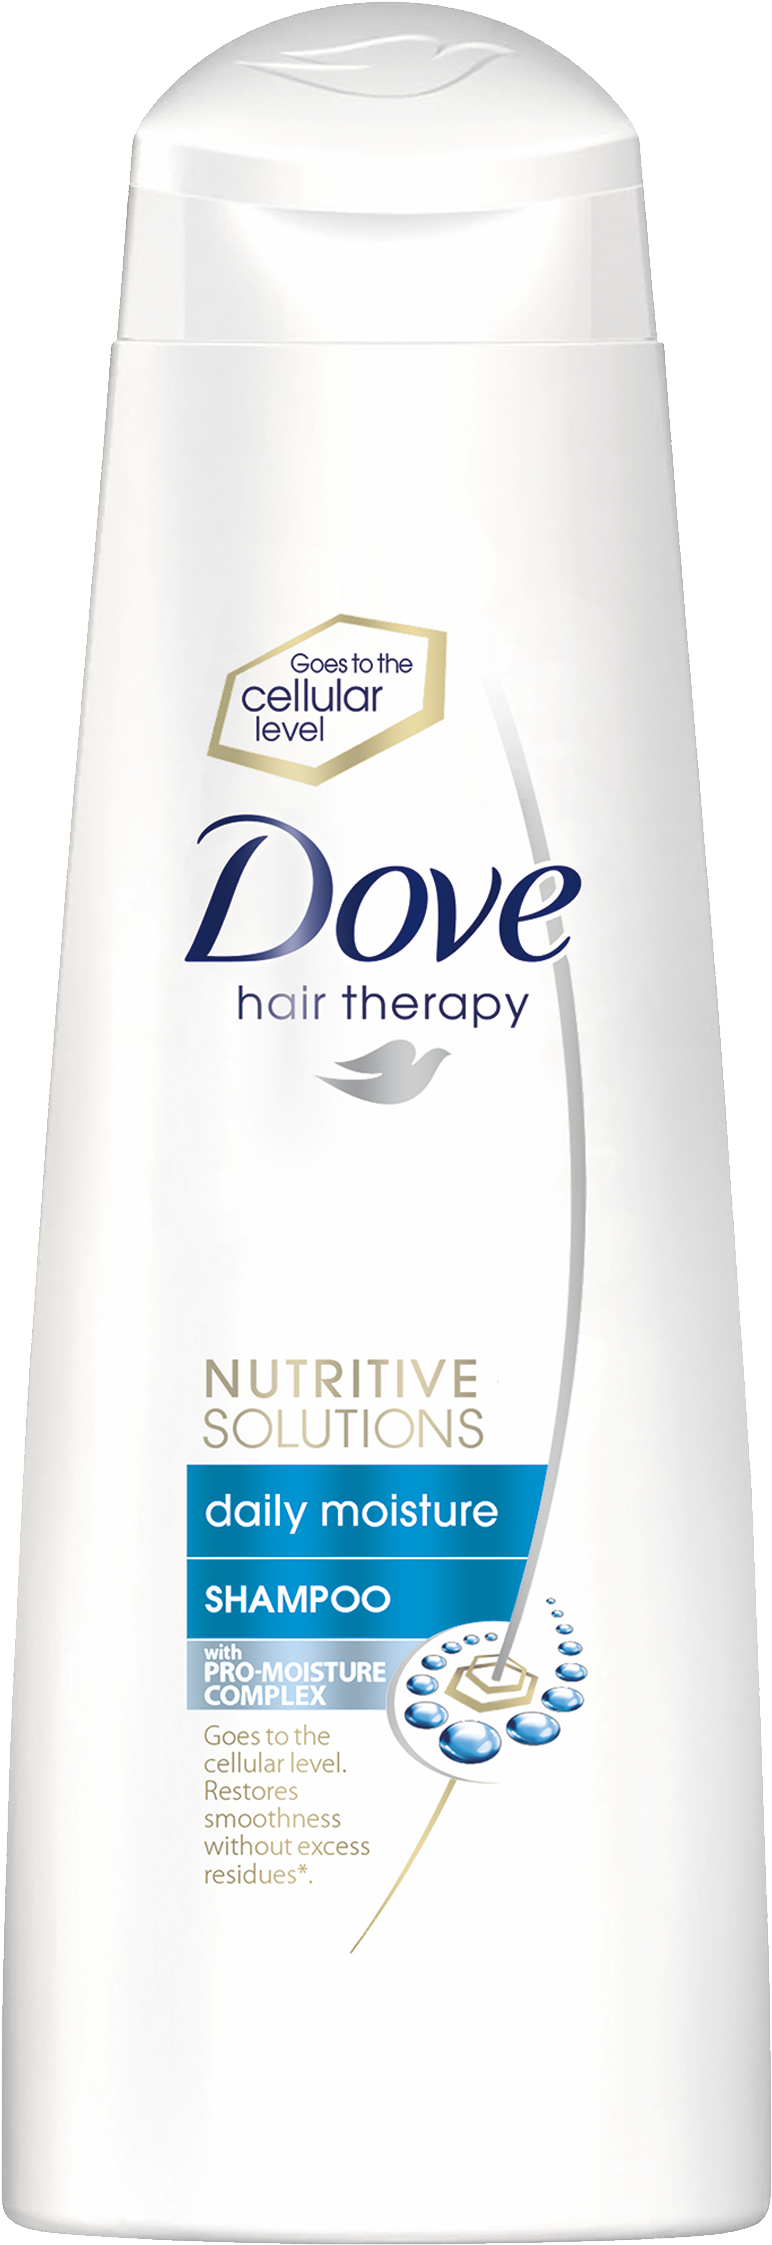 Goes to the
cellular
level
Dove
hair therapy
NUTRITIVE
SOLUTIONS
daily moisture
SHAMPOO
with
PRO-MOISTURE
COMPLEX
Goes to the
cellular level.
Restores
smoothness
without excess
residues*.